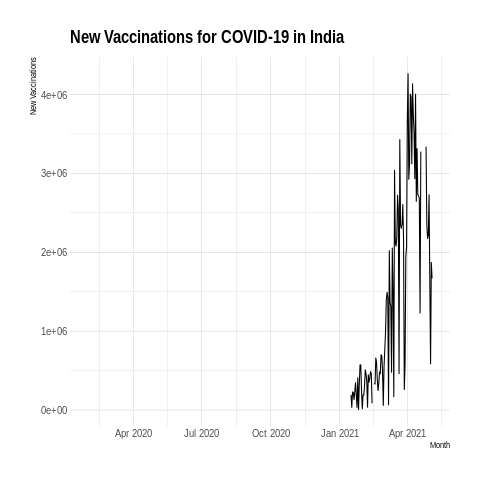 New Vaccinations for COVID-19 in India
New Vaccinations
4e+06
3e+06
2e+06
1e+06
0e+00
Apr 2020 Jul 2020 Oct 2020 Jan 2021 Apr 2021
Month